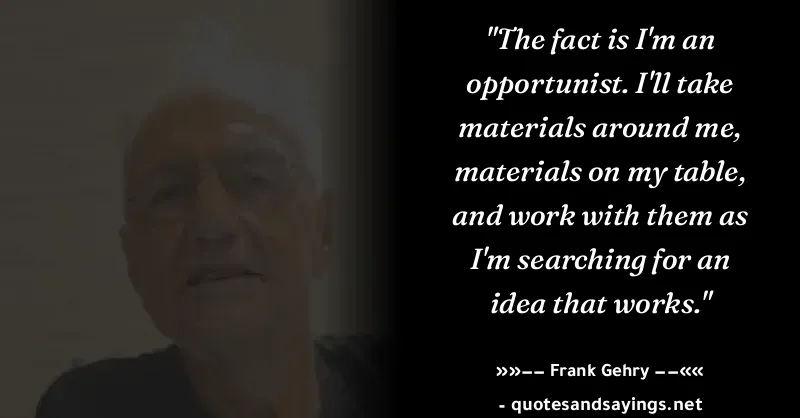 "The fact is I'm an
opportunist. I'll take
materials around me,
materials on my table,
and work with them as
I'm searching for an
idea that works."
»»−− Frank Gehry −−««
- quotesandsayings.net